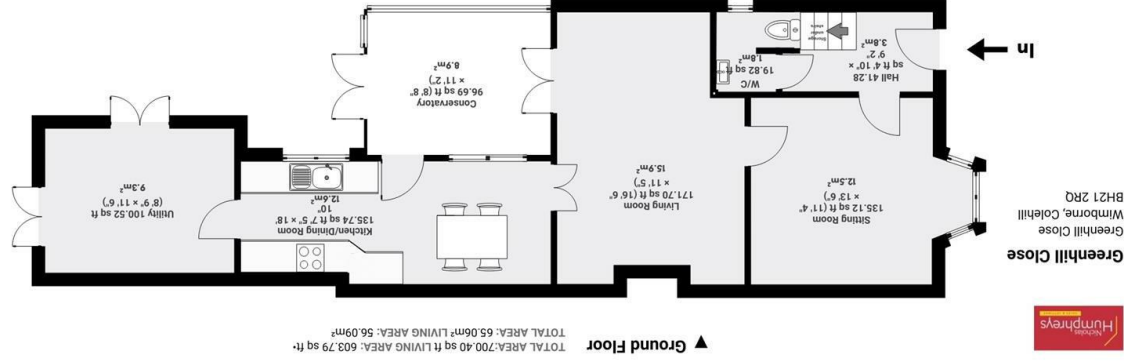 Nicholas
Humphreys
Greenhill Close
Greenhill Close
Wimborne, Colehill
BH21 2RQ
▼ Ground Floor
TOTAL AREA:700.40 sq ft LIVING AREA: 603.79 sq ft
TOTAL AREA: 65.06m² LIVING AREA: 56.09m²
Sitting Room
135.12 sq ft (11' 4"
× 13' 6")
12.5m²
Living Room
171.70 sq ft (16' 6"
× 11' 5")
15.9m²
Kitchen/Dining Room
135.74 sq ft 7' 5" × 18'
10"
12.6m²
Utility Room
100.52 sq ft
(8' 9" × 11' 6")
9.3m²
Conservatory
96.69 sq ft (8' 8"
× 11' 2")
8.9m²
W/C
19.82 sq ft
1.8m²
Hall 41.28
sq ft 4' 10" ×
9' 2"
3.8m²
Storage
under
stairs
In